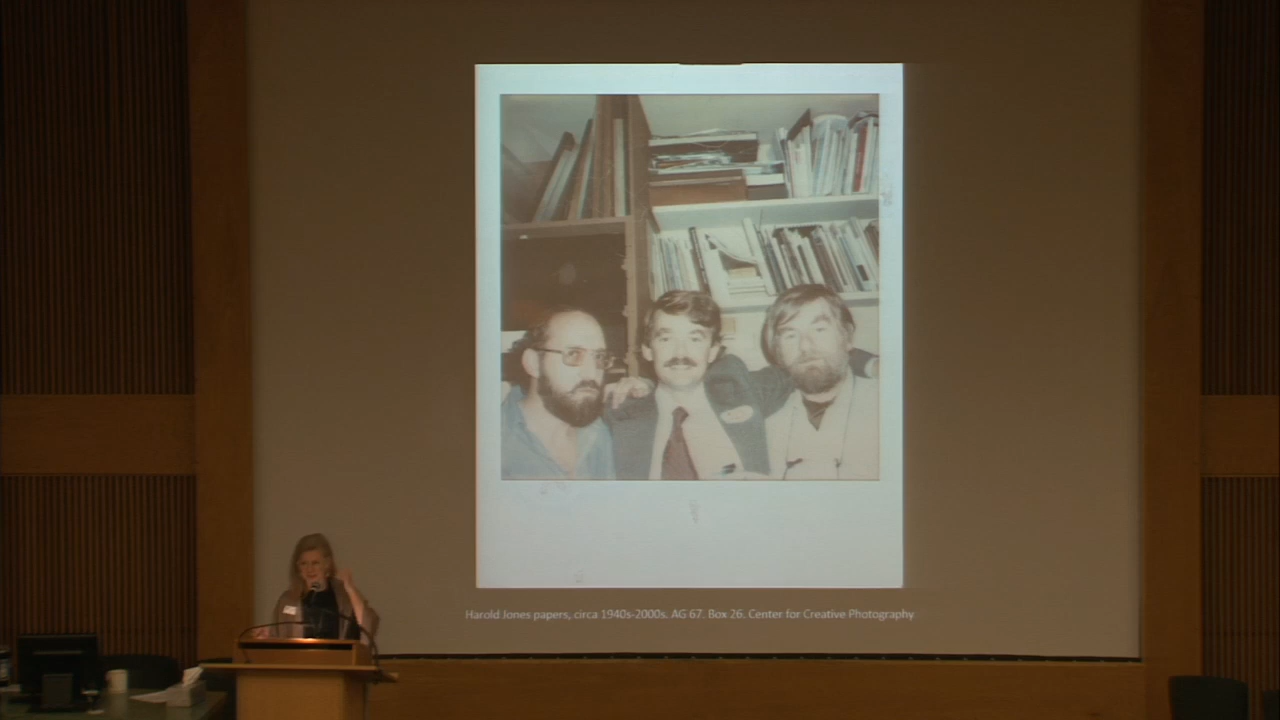 Harold Jones papers, circa 1940s-2000s. AG 67. Box 26. Center for Creative Photography